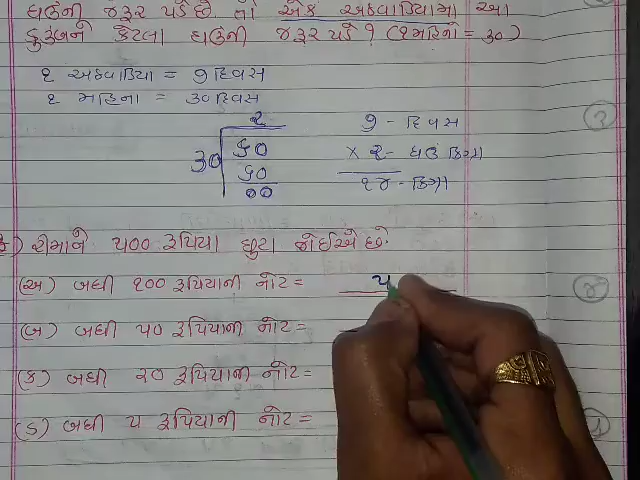 ઘઉંની જરૂર પડે છે તો એક અઠવાડિયામાં આ
કુટુંબને કેટલા ઘઉંની જરૂર પડે ? (૧ મહિનો = ૩૦)
૧ અઠવાડિયા = ૭ દિવસ
૧ મહિના = ૩૦ દિવસ
૨
૩૦ ૬૦
૬૦
૦૦
૭ - દિવસ
× ૨ - ઘઉં કિગ્રા
૧૪ - કિગ્રા
૩
રીમાને ૫૦૦ રૂપિયા છુટા જોઈએ છે.
(અ) બધી ૧૦૦ રૂપિયાની નોટ = ૫
૪
(બ) બધી ૫૦ રૂપિયાની નોટ =
(ક) બધી ૨૦ રૂપિયાની નોટ =
(ડ) બધી ૫ રૂપિયાની નોટ =